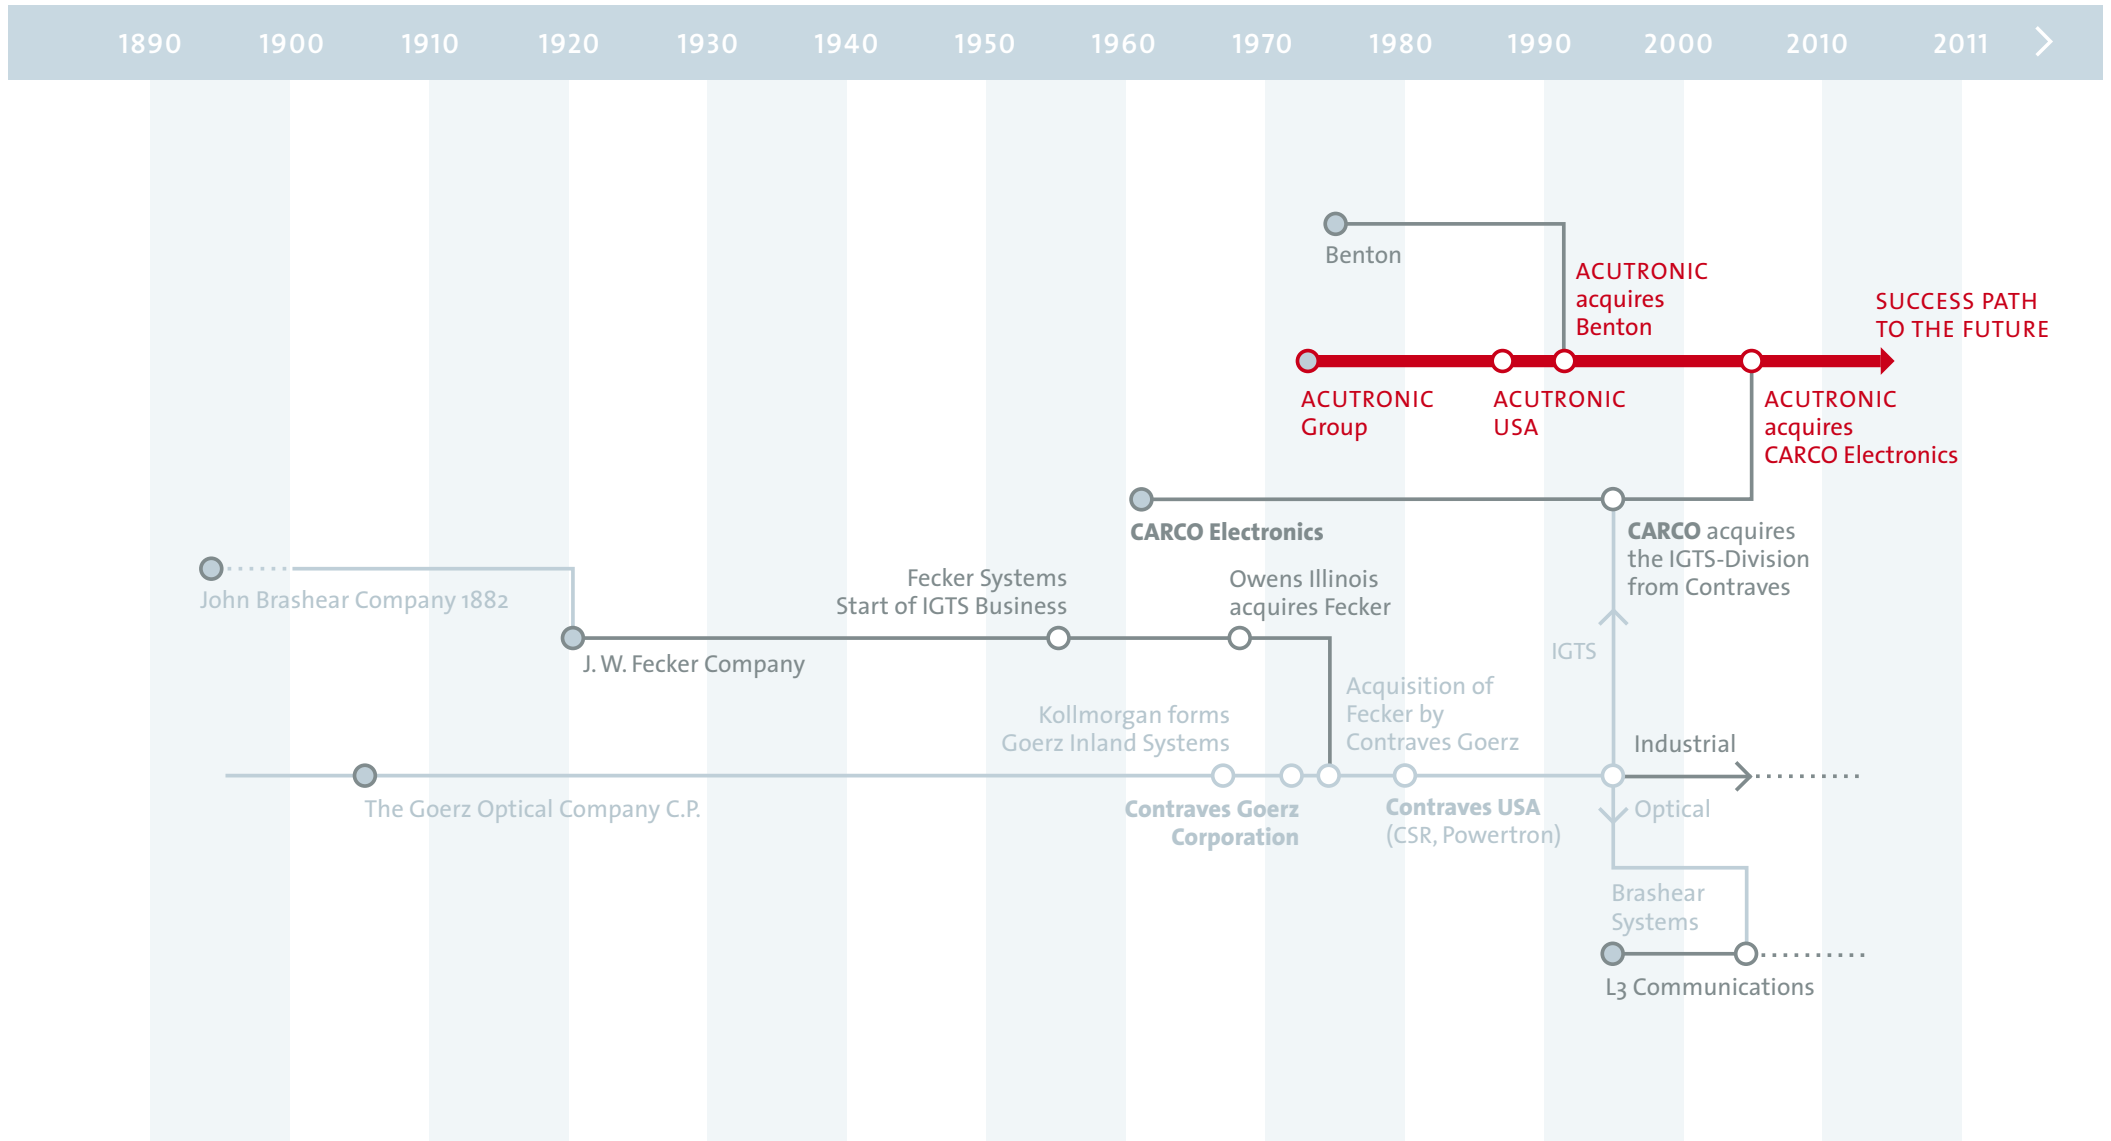 1890 1900 1910 1920 1930 1940 1950 1960 1970 1980 1990 2000 2010 2011
Benton
ACUTRONIC
acquires
Benton
SUCCESS PATH
TO THE FUTURE
ACUTRONIC
Group
ACUTRONIC
USA
ACUTRONIC
acquires
CARCO Electronics
CARCO Electronics
CARCO acquires
the IGTS-Division
from Contraves
John Brashear Company 1882
Fecker Systems
Start of IGTS Business
Owens Illinois
acquires Fecker
J. W. Fecker Company
IGTS
Kollmorgan forms
Goerz Inland Systems
Acquisition of
Fecker by
Contraves Goerz
Industrial
The Goerz Optical Company C.P.
Contraves Goerz
Corporation
Contraves USA
(CSR, Powertron)
Optical
Brashear
Systems
L3 Communications